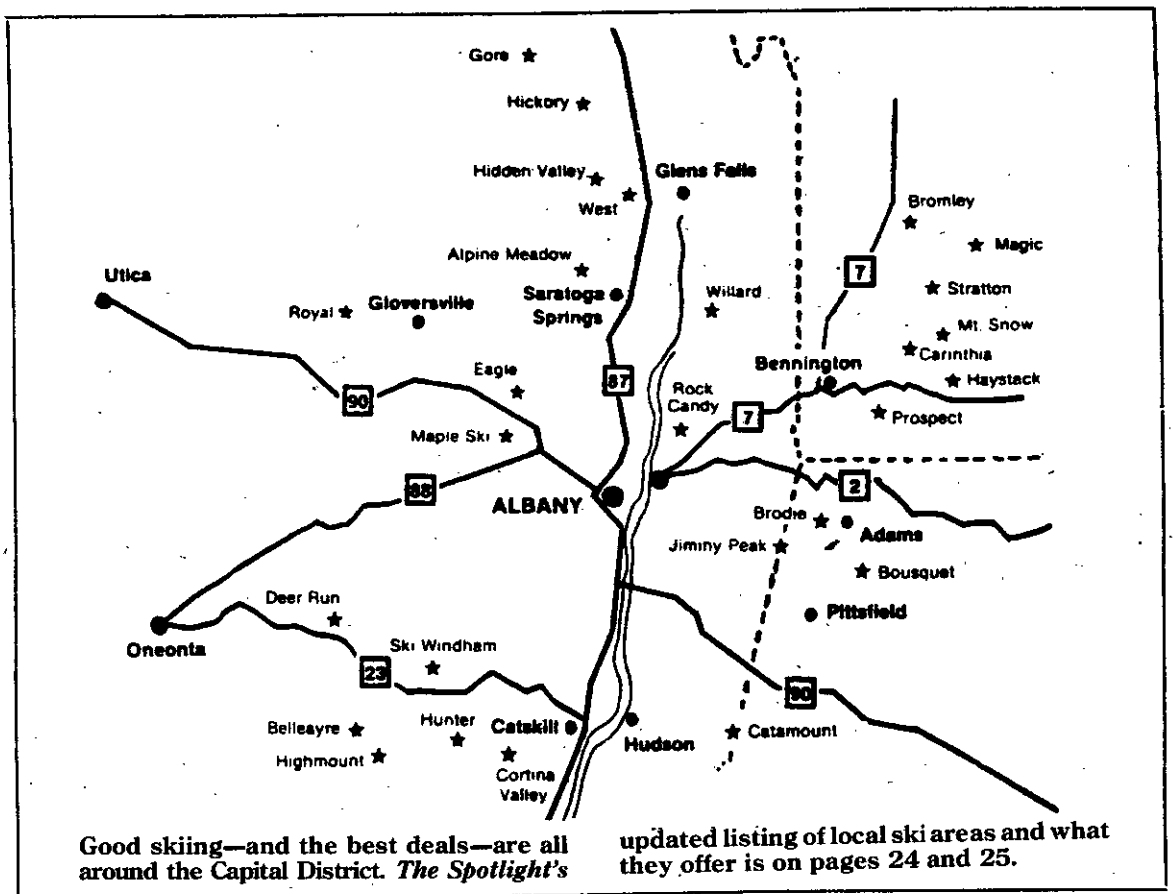 Gore
Hickory
Hidden Valley
Glens Falls
West
Bromley
Magic
Alpine Meadow
7
Utica
Saratoga
Springs
Willard
Stratton
Royal
Gloversville
Mt. Snow
Carinthia
Bennington
Eagle
87
Haystack
90
Rock
Candy
7
Prospect
Maple Ski
88
ALBANY
2
Brodie
Adams
Jiminy Peak
Bousquet
Deer Run
Pittsfield
Oneonta
Ski Windham
23
90
Belleayre
Hunter
Catskill
Hudson
Catamount
Highmount
Cortina
Valley
Good skiing—and the best deals—are all
around the Capital District. The Spotlight's
updated listing of local ski areas and what
they offer is on pages 24 and 25.